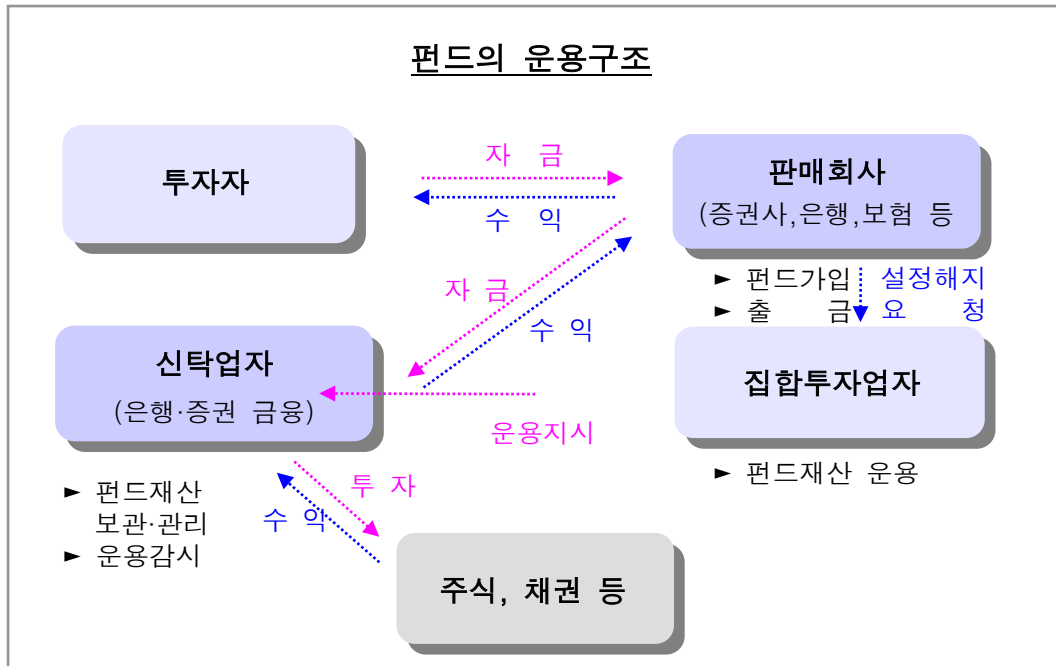 펀드의 운용구조
투자자
자 금
수 익
판매회사
(증권사,은행,보험 등
► 펀드가입
► 출 금
설정해지
요 청
자 금
수 익
신탁업자
(은행·증권 금융)
집합투자업자
운용지시
► 펀드재산 운용
► 펀드재산
보관·관리
► 운용감시
투 자
수 익
주식, 채권 등